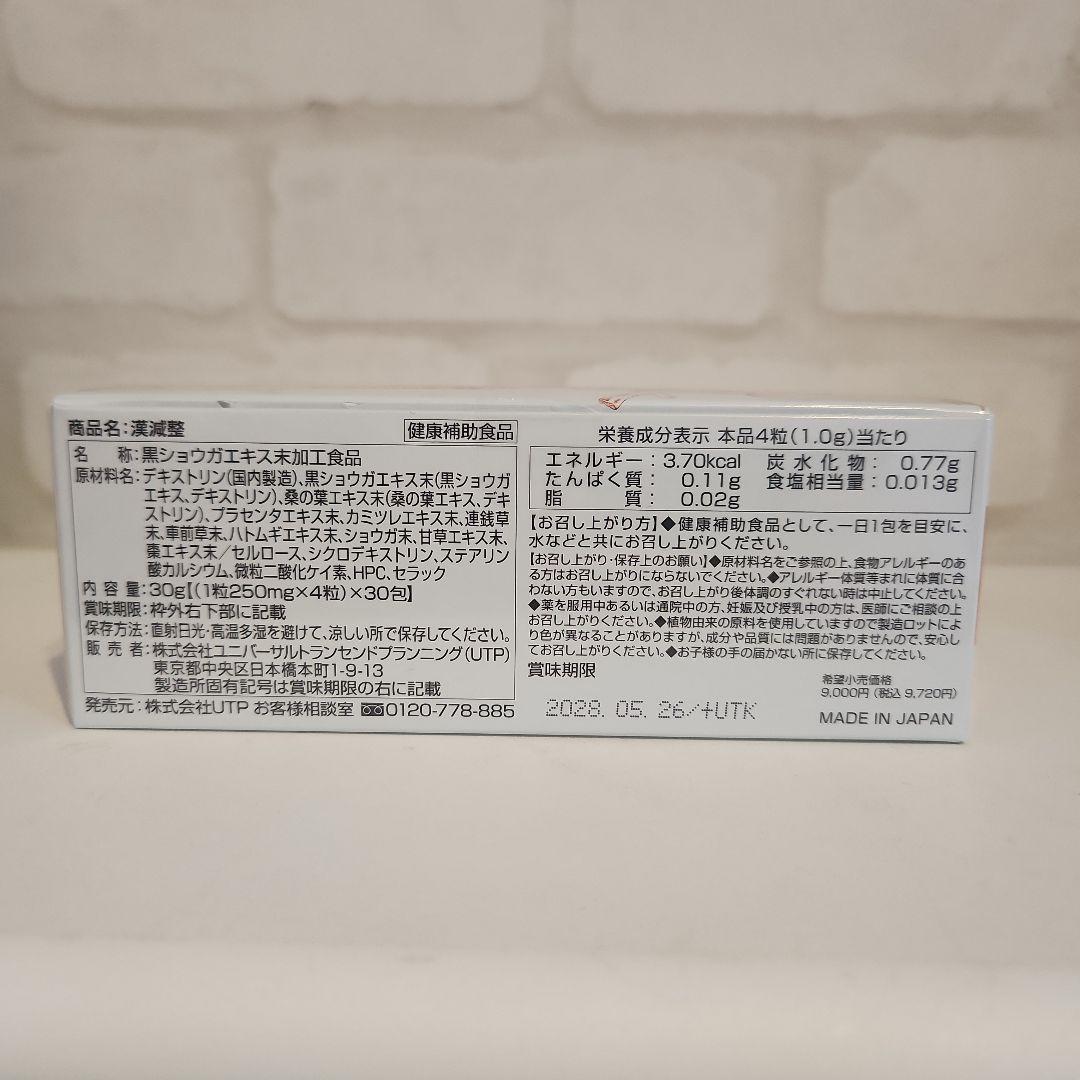 商品名:漢減整
健康補助食品
名 称:黒ショウガエキス末加工食品
原材料名:デキストリン(国内製造)、黒ショウガエキス末(黒ショウガ
エキス、デキストリン)、桑の葉エキス末(桑の葉エキス、デキ
ストリン)、プラセンタエキス末、カミツレエキス末、連銭草
末、車前草末、ハトムギエキス末、ショウガ末、甘草エキス末、
棗エキス末/セルロース、シクロデキストリン、ステアリン
酸カルシウム、微粒二酸化ケイ素、HPC、セラック
内 容 量:30g【(1粒250mg×4粒)×30包】
賞味期限:枠外右下部に記載
保存方法:直射日光・高温多湿を避けて、涼しい所で保存してください。
販 売 者:株式会社ユニバーサルトランセンドプランニング(UTP)
東京都中央区日本橋本町1-9-13
製造所固有記号は賞味期限の右に記載
発売元:株式会社UTP お客様相談室 0120-778-885
栄養成分表示 本品4粒(1.0g)当たり
エネルギー:3.70kcal 炭水化物:0.77g
たんぱく質:0.11g 食塩相当量:0.013g
脂 質:0.02g
【お召し上がり方】◆健康補助食品として、一日1包を目安に、
水などと共にお召し上がりください。
【お召し上がり・保存上のお願い】◆原材料名をご参照の上、食物アレルギーのあ
る方はお召し上がりにならないでください。◆アレルギー体質等まれに体質に合
わない方もいますので、お召し上がり後体調のすぐれない時は中止してください。
◆薬を服用中あるいは通院中の方、妊娠及び授乳中の方は、医師にご相談の上
お召し上がりください。◆植物由来の原料を使用していますので製造ロットによ
り色が異なることがありますが、成分や品質には問題がありませんので、安心し
てお召し上がりください。◆お子様の手の届かない所に保存してください。
賞味期限
2028. 05. 26/+UTK
希望小売価格
9,000円(税込 9,720円)
MADE IN JAPAN